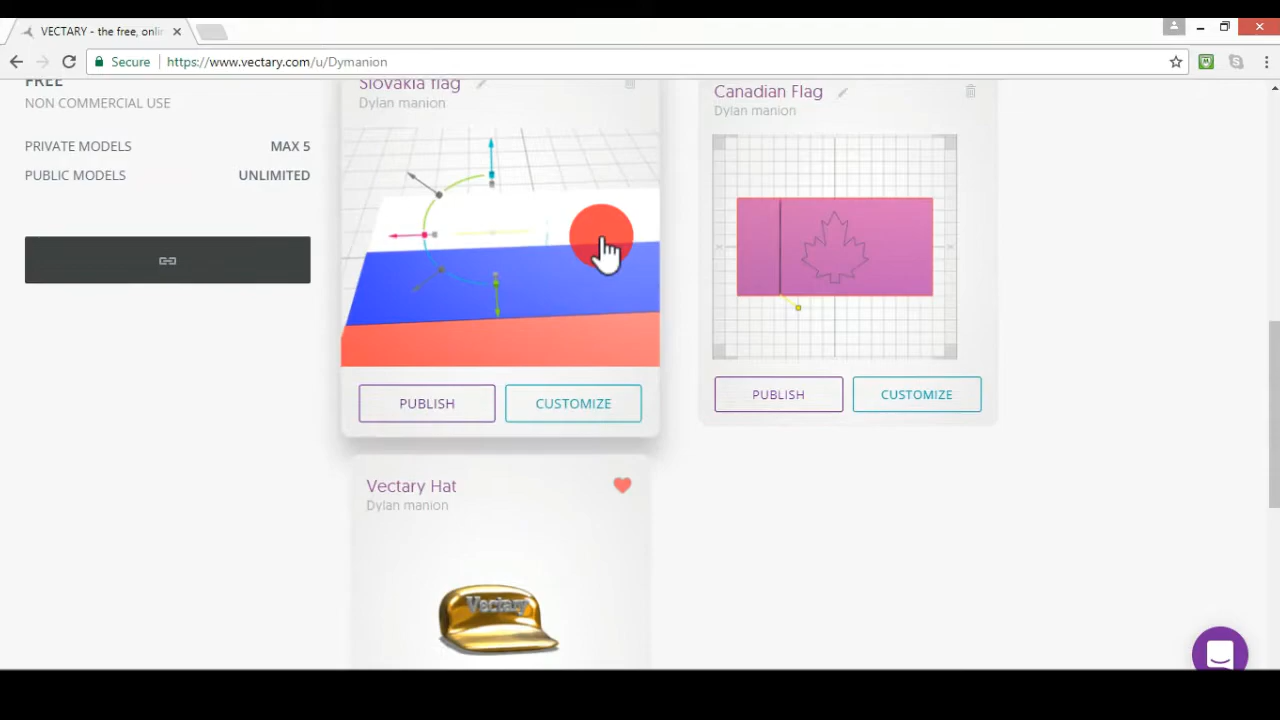 VECTARY - the free, onlin
Secure
https://www.vectary.com/u/Dymanion
FREE
NON COMMERCIAL USE
PRIVATE MODELS MAX 5
PUBLIC MODELS UNLIMITED
Slovakia flag
Dylan manion
PUBLISH
CUSTOMIZE
Canadian Flag
Dylan manion
PUBLISH
CUSTOMIZE
Vectary Hat
Dylan manion
Vectary